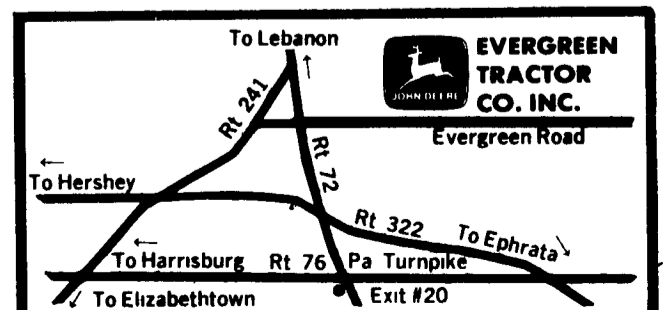 To Lebanon
EVERGREEN
TRACTOR
CO. INC.
JOHN DEERE
Rt 241
Evergreen Road
Rt 72
← To Hershey
Rt 322
To Ephrata
← To Harrisburg Rt 76 Pa Turnpike
To Elizabethtown
Exit #20